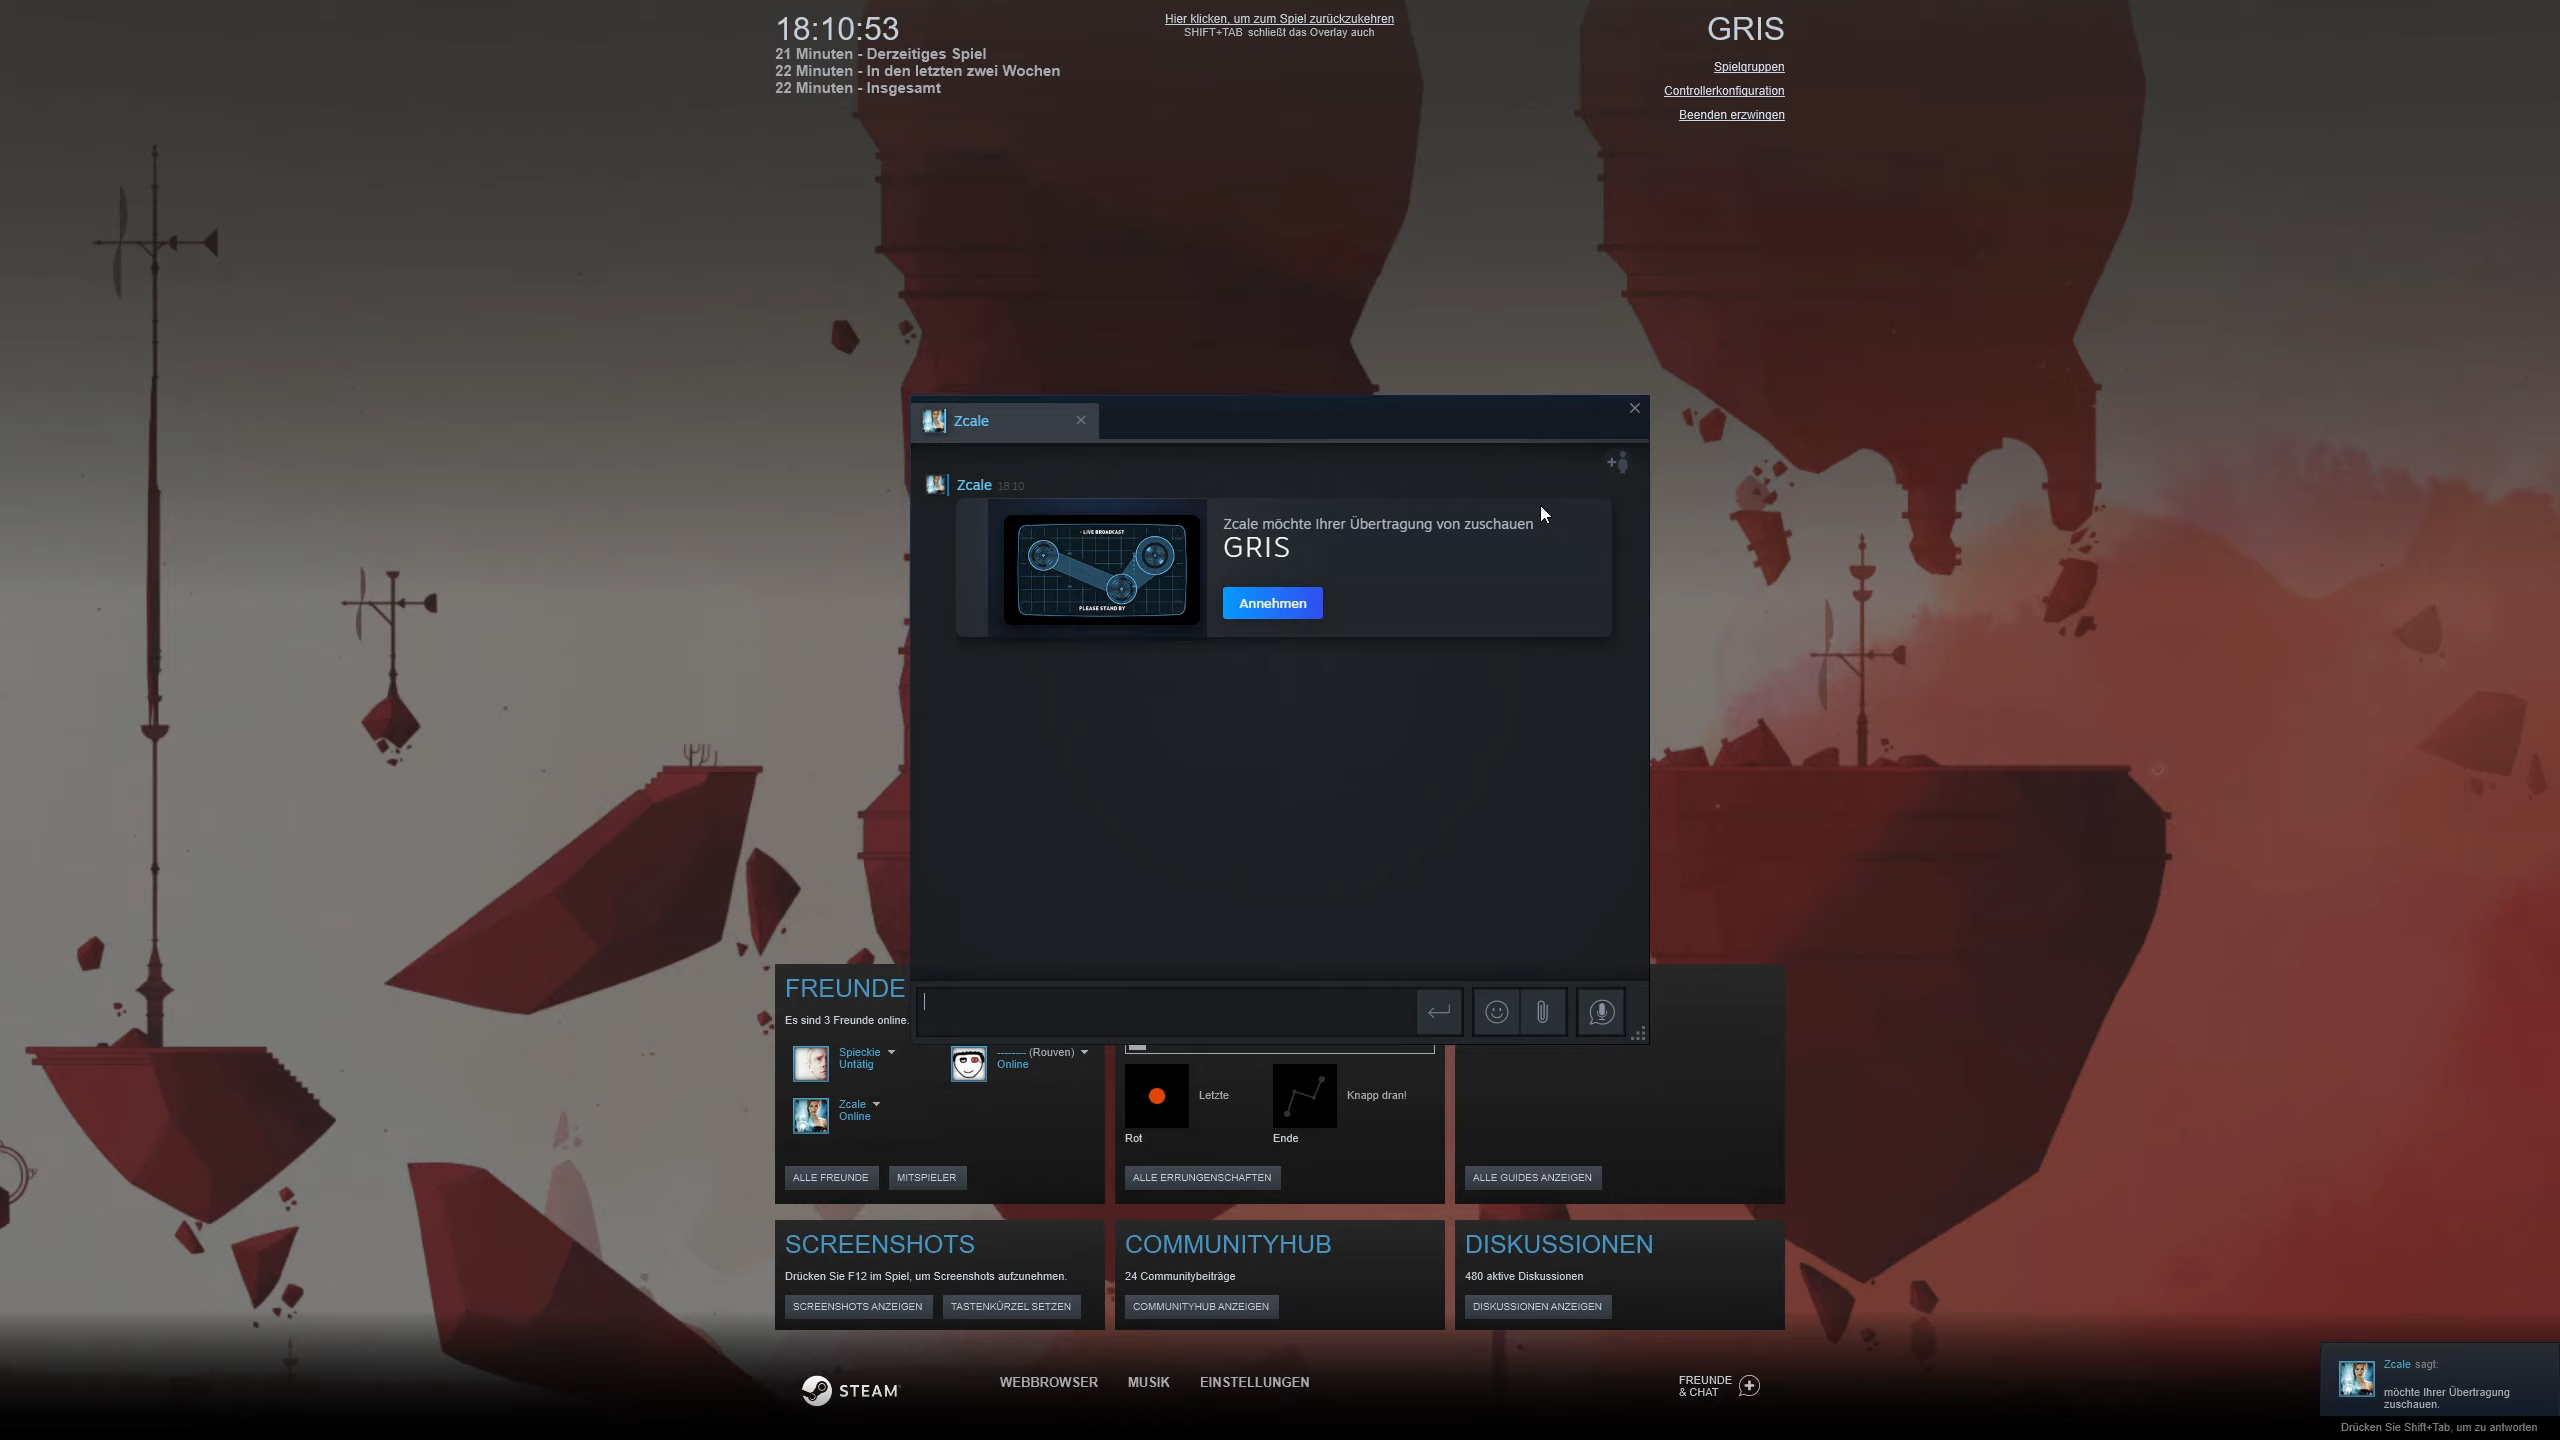 18:10:53
21 Minuten - Derzeitiges Spiel
22 Minuten - In den letzten zwei Wochen
22 Minuten - Insgesamt
Hier klicken, um zum Spiel zurückzukehren
SHIFT+TAB schließt das Overlay auch
GRIS
Spielgruppen
Controllerkonfiguration
Beenden erzwingen
Zcale
Zcale 18:10
LIVE BROADCAST
PLEASE STAND BY
Zcale möchte Ihrer Übertragung von zuschauen
GRIS
Annehmen
FREUNDE
Es sind 3 Freunde online.
Spieckie
Untätig
-------- (Rouven)
Online
Zcale
Online
ALLE FREUNDE
MITSPIELER
Letzte
Rot
Knapp dran!
Ende
ALLE ERRUNGENSCHAFTEN
ALLE GUIDES ANZEIGEN
SCREENSHOTS
Drücken Sie F12 im Spiel, um Screenshots aufzunehmen.
SCREENSHOTS ANZEIGEN
TASTENKÜRZEL SETZEN
COMMUNITYHUB
24 Communitybeiträge
COMMUNITYHUB ANZEIGEN
DISKUSSIONEN
480 aktive Diskussionen
DISKUSSIONEN ANZEIGEN
STEAM
WEBBROWSER
MUSIK
EINSTELLUNGEN
FREUNDE
& CHAT
Zcale sagt:
möchte Ihrer Übertragung
zuschauen.
Drücken Sie Shift+Tab, um zu antworten